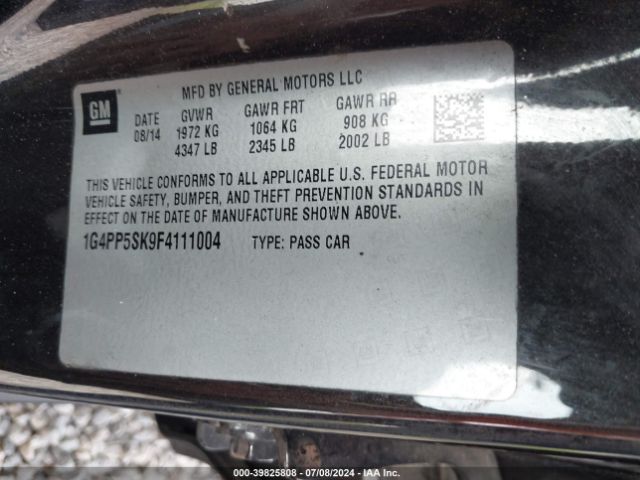 MFD BY GENERAL MOTORS LLC
GM
DATE GVWR GAWR FRT GAWR RR
08/14 1972 KG 1064 KG 908 KG
4347 LB 2345 LB 2002 LB
THIS VEHICLE CONFORMS TO ALL APPLICABLE U.S. FEDERAL MOTOR
VEHICLE SAFETY, BUMPER, AND THEFT PREVENTION STANDARDS IN
EFFECT ON THE DATE OF MANUFACTURE SHOWN ABOVE.
1G4PP5SK9F4111004 TYPE: PASS CAR
000-39825808 - 07/08/2024 - IAA Inc.